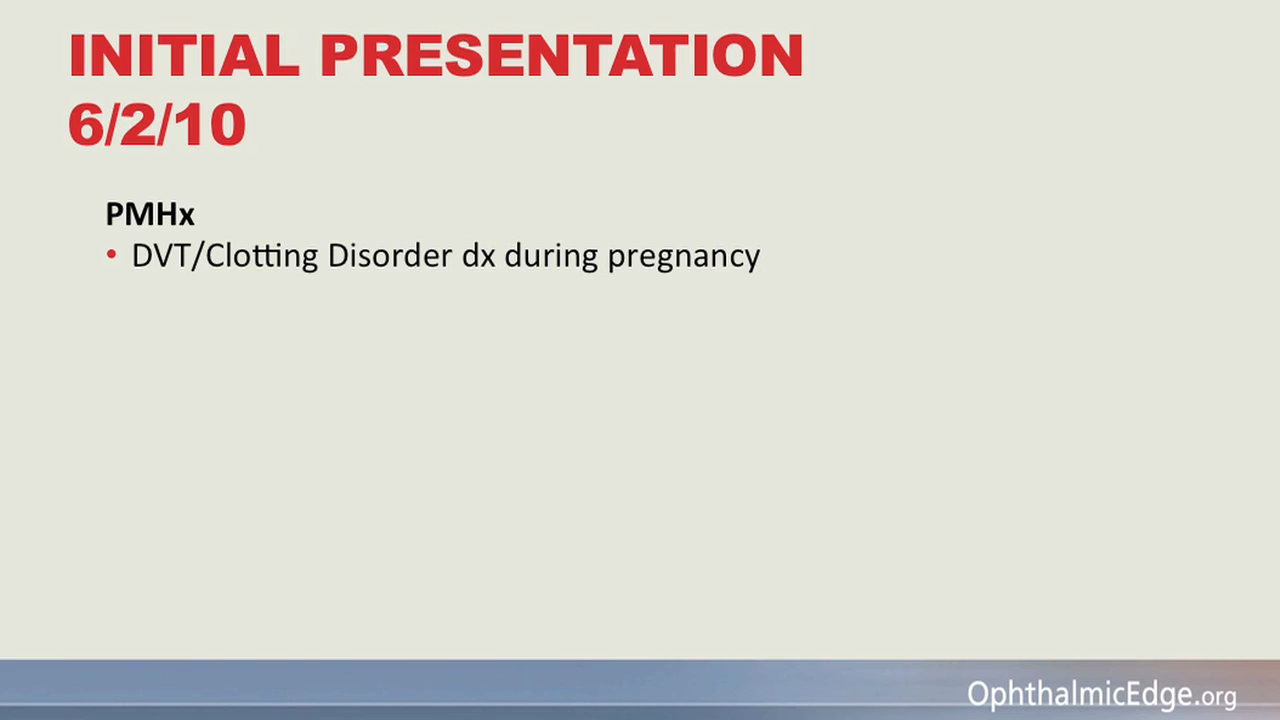 INITIAL PRESENTATION
6/2/10
PMHx
• DVT/Clotting Disorder dx during pregnancy
OphthalmicEdge.org